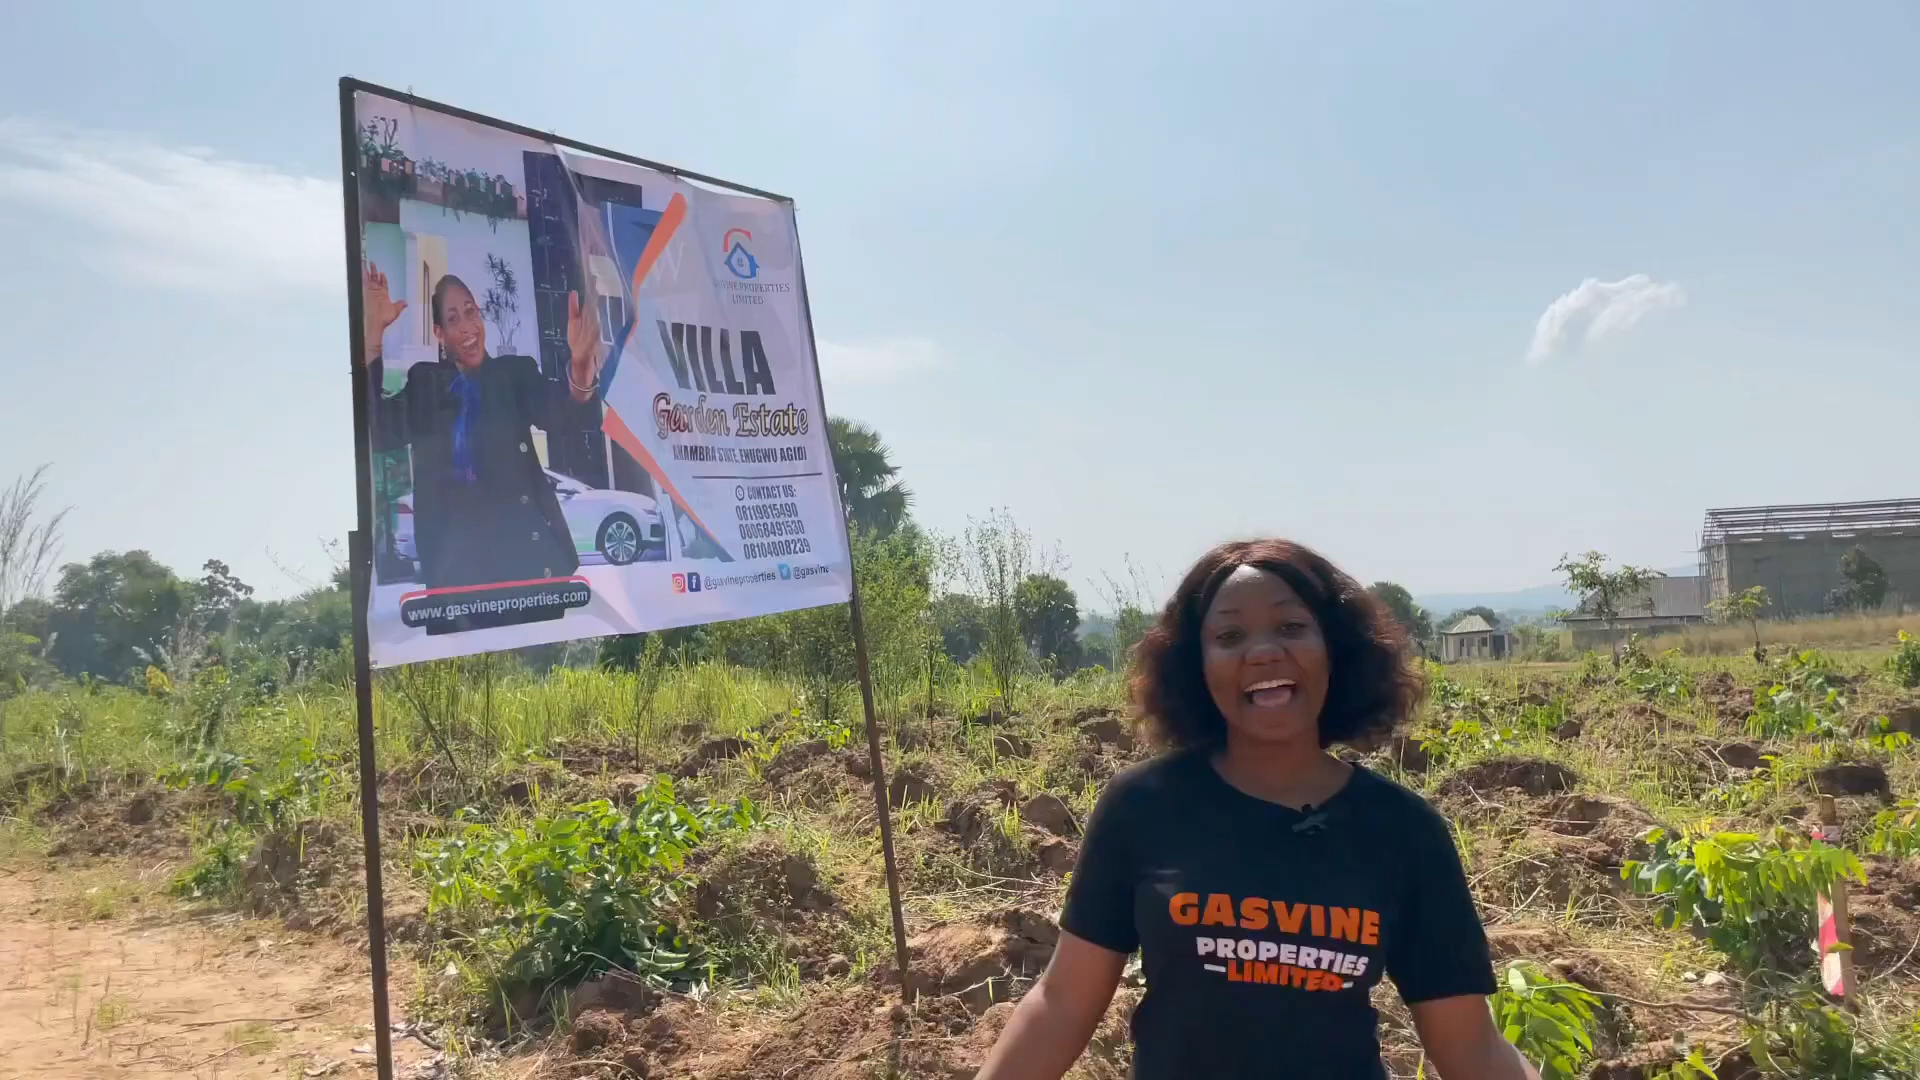 PROPERTIES
LIMITED
VILLA
Garden Estate
ANAMBRA STATE, ENUGWU AGIDI
CONTACT US:
08119815490
08068491530
08104808239
@gasvineproperties @gasvine
www.gasvineproperties.com
GASVINE
PROPERTIES
LIMITED